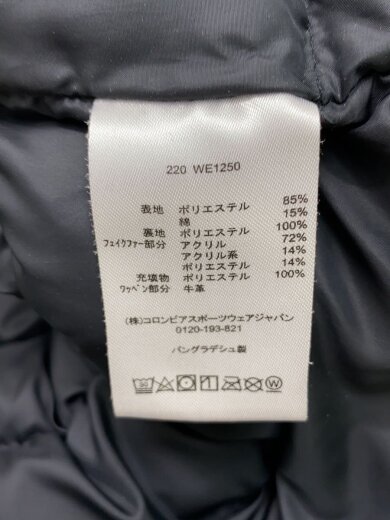 220 WE1250
表地 ポリエステル 85%
綿 15%
裏地 ポリエステル 100%
フェイクファー部分 アクリル 72%
アクリル系 14%
ポリエステル 14%
充填物 ポリエステル 100%
ワッペン部分 牛革
(株)コロンビアスポーツウェアジャパン
0120-193-821
バングラデシュ製